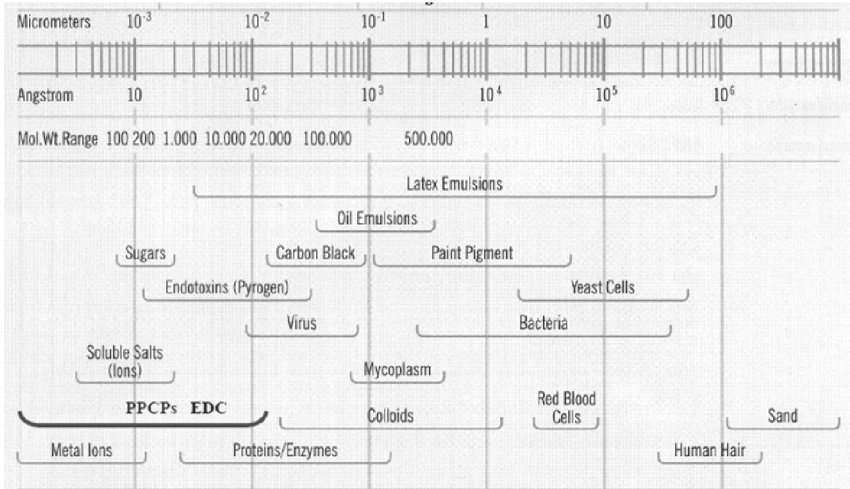 Micrometers 10⁻³ 10⁻² 10⁻¹ 1 10 100
Angstrom 10 10² 10³ 10⁴ 10⁵ 10⁶
Mol.Wt.Range 100 200 1.000 10.000 20.000 100.000 500.000
Latex Emulsions
Oil Emulsions
Sugars Carbon Black Paint Pigment
Endotoxins (Pyrogen) Yeast Cells
Virus Bacteria
Soluble Salts
(Ions)
Mycoplasm
Red Blood
Cells
PPCPs EDC
Colloids
Sand
Metal Ions Proteins/Enzymes Human Hair